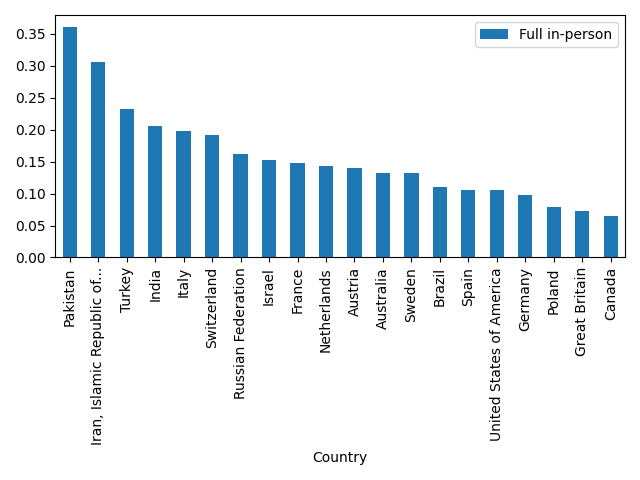 Full in-person
0.35
0.30
0.25
0.20
0.15
0.10
0.05
0.00
Pakistan
Iran, Islamic Republic of...
Turkey
India
Italy
Switzerland
Russian Federation
Israel
France
Netherlands
Austria
Australia
Sweden
Brazil
Spain
United States of America
Germany
Poland
Great Britain
Canada
Country